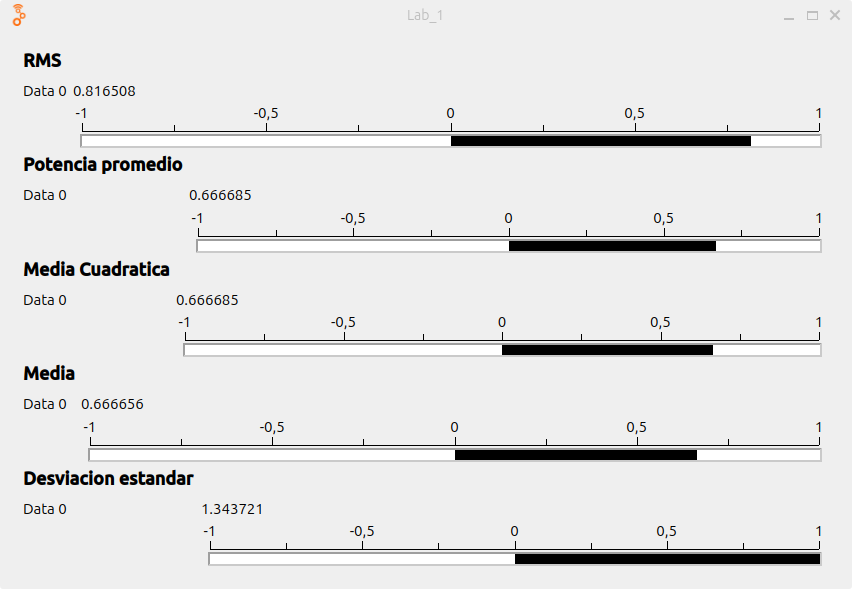 Lab_1
RMS
Data 0 0.816508
-1 -0,5 0 0,5 1
Potencia promedio
Data 0 0.666685
-1 -0,5 0 0,5 1
Media Cuadratica
Data 0 0.666685
-1 -0,5 0 0,5 1
Media
Data 0 0.666656
-1 -0,5 0 0,5 1
Desviacion estandar
Data 0 1.343721
-1 -0,5 0 0,5 1